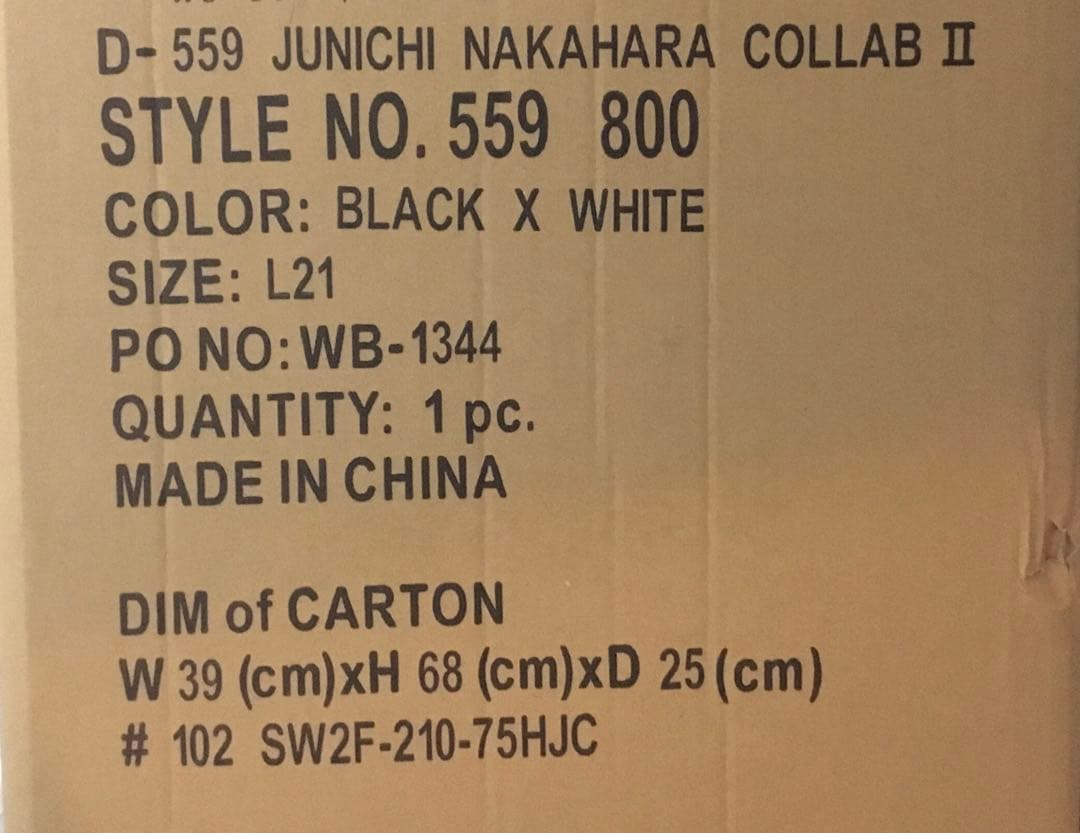 D-559 JUNICHI NAKAHARA COLLAB Ⅱ
STYLE NO. 559 800
COLOR: BLACK X WHITE
SIZE: L21
PO NO:WB-1344
QUANTITY: 1 pc.
MADE IN CHINA
DIM of CARTON
W 39 (cm)xH 68 (cm)xD 25(cm)
# 102 SW2F-210-75HJC